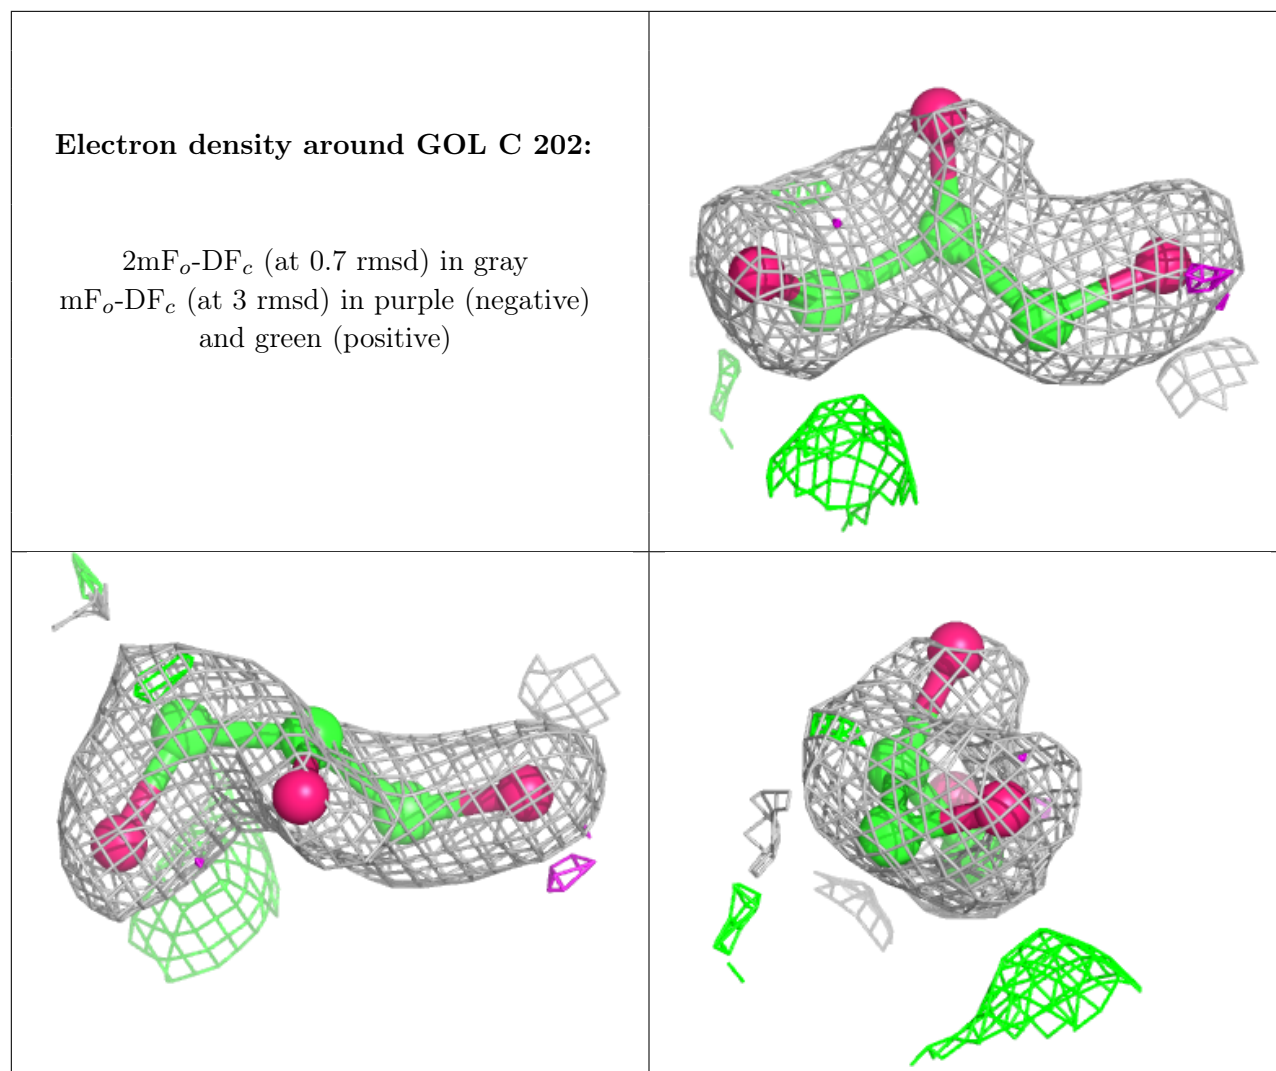 Electron density around GOL C 202:
2mFo-DFc (at 0.7 rmsd) in gray
mFo-DFc (at 3 rmsd) in purple (negative)
and green (positive)